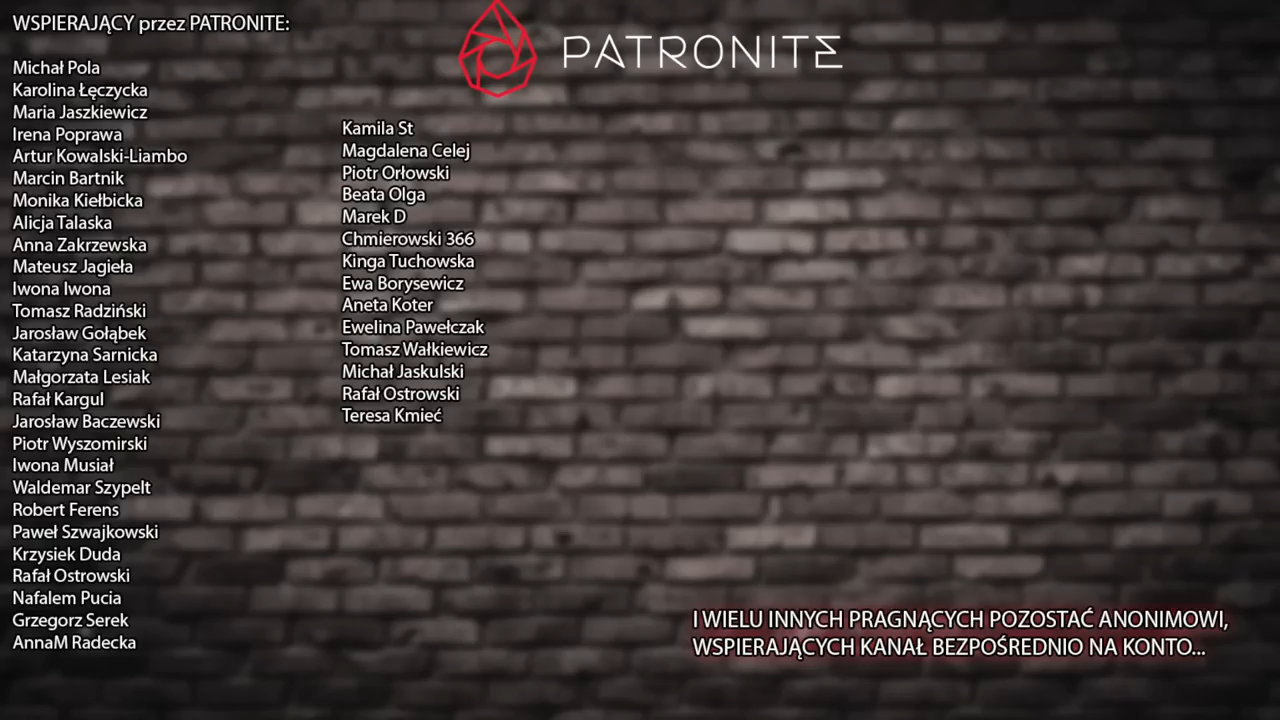 WSPIERAJĄCY przez PATRONITE:
PATRONITE
Michał Pola
Karolina Łęczycka
Maria Jaszkiewicz
Irena Poprawa
Artur Kowalski-Liambo
Marcin Bartnik
Monika Kiełbicka
Alicja Talaska
Anna Zakrzewska
Mateusz Jagieła
Iwona Iwona
Tomasz Radziński
Jarosław Gołąbek
Katarzyna Sarnicka
Małgorzata Lesiak
Rafał Kargul
Jarosław Baczewski
Piotr Wyszomirski
Iwona Musiał
Waldemar Szypelt
Robert Ferens
Paweł Szwajkowski
Krzysiek Duda
Rafał Ostrowski
Nafalem Pucia
Grzegorz Serek
AnnaM Radecka
Kamila St
Magdalena Celej
Piotr Orłowski
Beata Olga
Marek D
Chmierowski 366
Kinga Tuchowska
Ewa Borysewicz
Aneta Koter
Ewelina Pawełczak
Tomasz Wałkiewicz
Michał Jaskulski
Rafał Ostrowski
Teresa Kmieć
I WIELU INNYCH PRAGNĄCYCH POZOSTAĆ ANONIMOWI,
WSPIERAJĄCYCH KANAŁ BEZPOŚREDNIO NA KONTO...